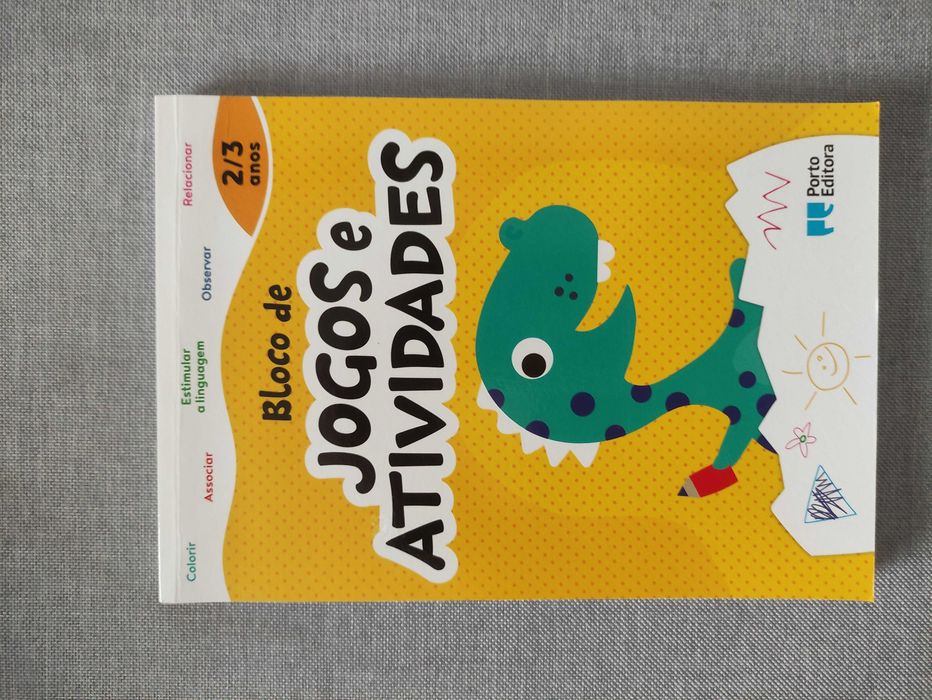 Colorir
Associar
Estimular
a linguagem
Observar
Relacionar
2/3
anos
Bloco de
JOGOS e
ATIVIDADES
Porto
Editora